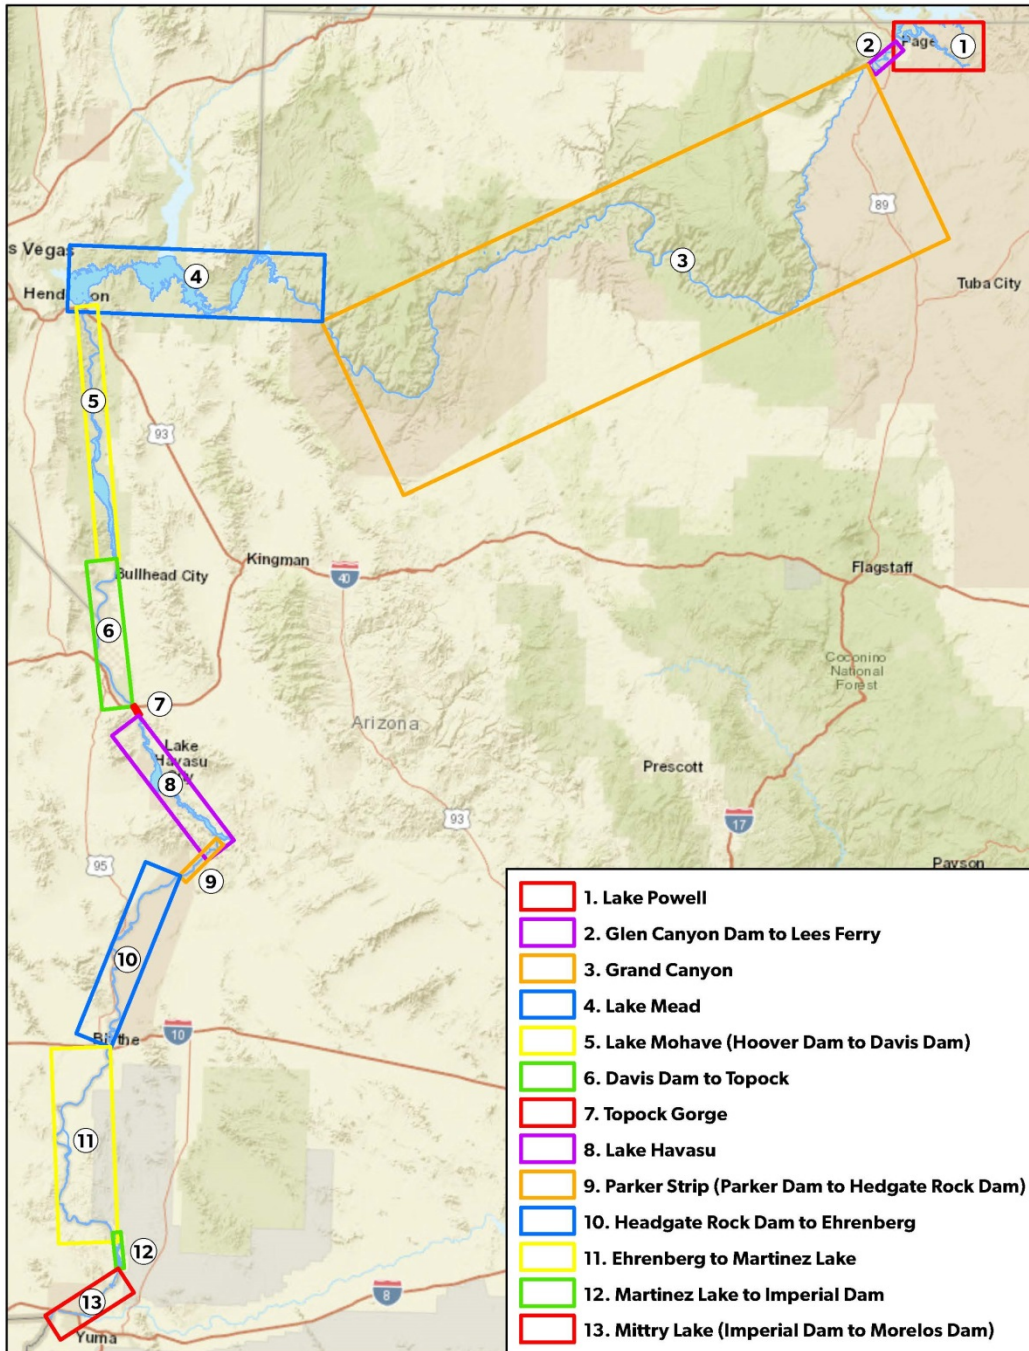 2
Page
1
89
3
s Vegas
4
Henderson
Tuba City
5
93
Kingman
40
Bullhead City
Flagstaff
6
Coconino
National
Forest
7
Arizona
Lake
Havasu
City
8
Prescott
93
17
95
9
Payson
10
Blythe
10
11
12
13
8
Yuma
1. Lake Powell
2. Glen Canyon Dam to Lees Ferry
3. Grand Canyon
4. Lake Mead
5. Lake Mohave (Hoover Dam to Davis Dam)
6. Davis Dam to Topock
7. Topock Gorge
8. Lake Havasu
9. Parker Strip (Parker Dam to Hedgate Rock Dam)
10. Headgate Rock Dam to Ehrenberg
11. Ehrenberg to Martinez Lake
12. Martinez Lake to Imperial Dam
13. Mittry Lake (Imperial Dam to Morelos Dam)